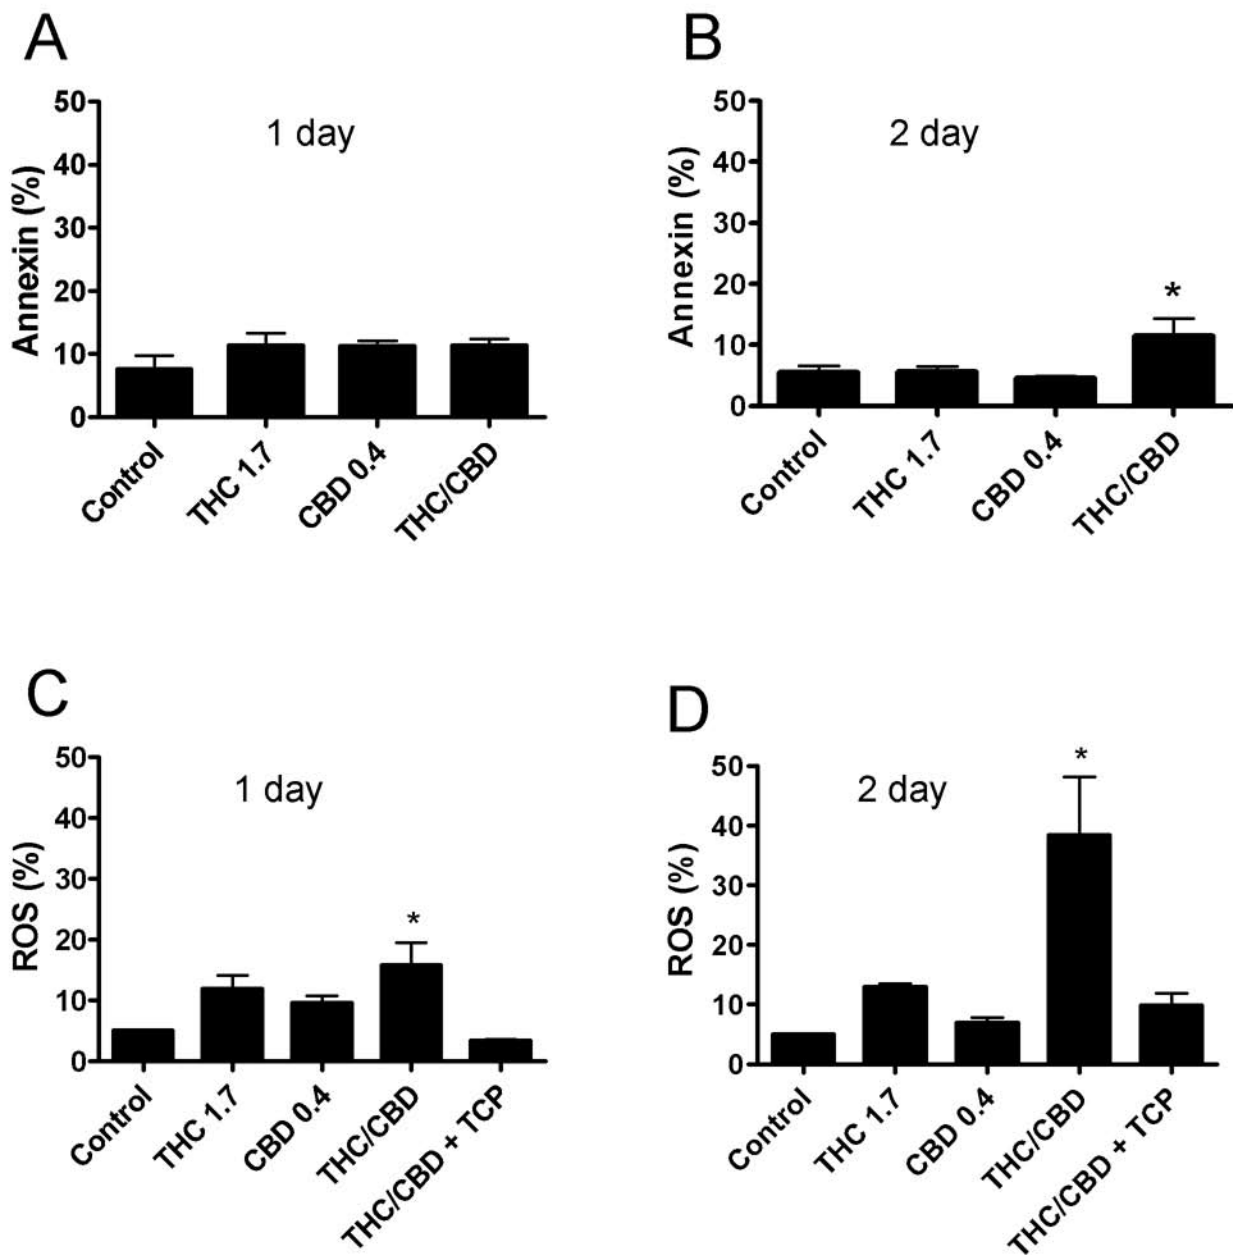 A
50
40
30
20
10
0
Annexin (%)
1 day
Control
THC 1.7
CBD 0.4
THC/CBD
B
50
40
30
20
10
0
Annexin (%)
2 day
*
Control
THC 1.7
CBD 0.4
THC/CBD
C
50
40
30
20
10
0
ROS (%)
1 day
*
Control
THC 1.7
CBD 0.4
THC/CBD
THC/CBD + TCP
D
50
40
30
20
10
0
ROS (%)
2 day
*
Control
THC 1.7
CBD 0.4
THC/CBD
THC/CBD + TCP